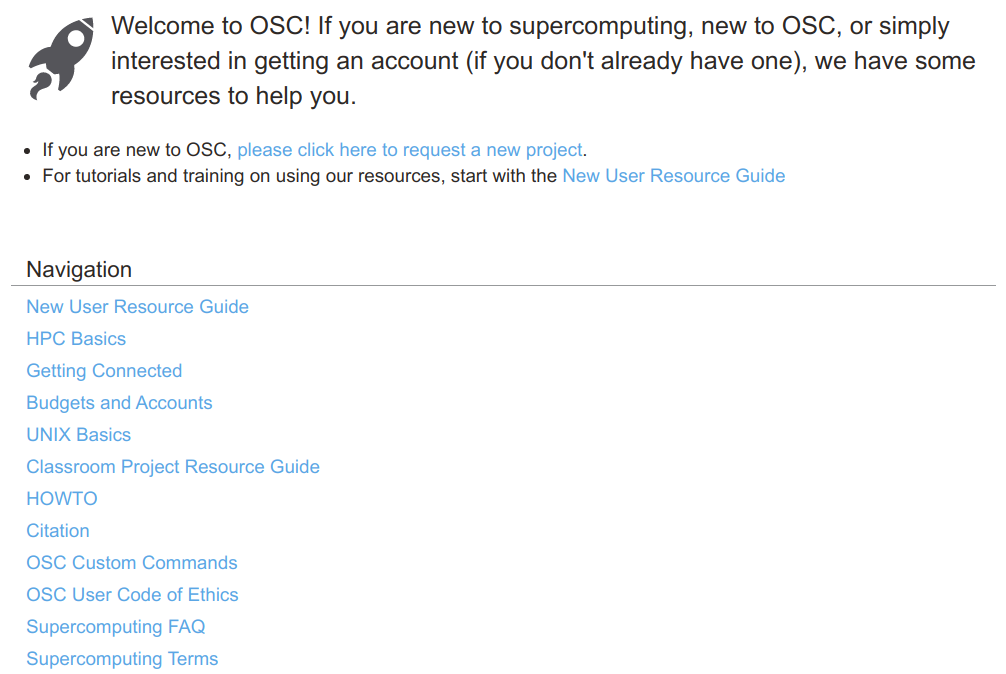 Welcome to OSC! If you are new to supercomputing, new to OSC, or simply
interested in getting an account (if you don't already have one), we have some
resources to help you.
• If you are new to OSC, please click here to request a new project.
• For tutorials and training on using our resources, start with the New User Resource Guide
Navigation
New User Resource Guide
HPC Basics
Getting Connected
Budgets and Accounts
UNIX Basics
Classroom Project Resource Guide
HOWTO
Citation
OSC Custom Commands
OSC User Code of Ethics
Supercomputing FAQ
Supercomputing Terms